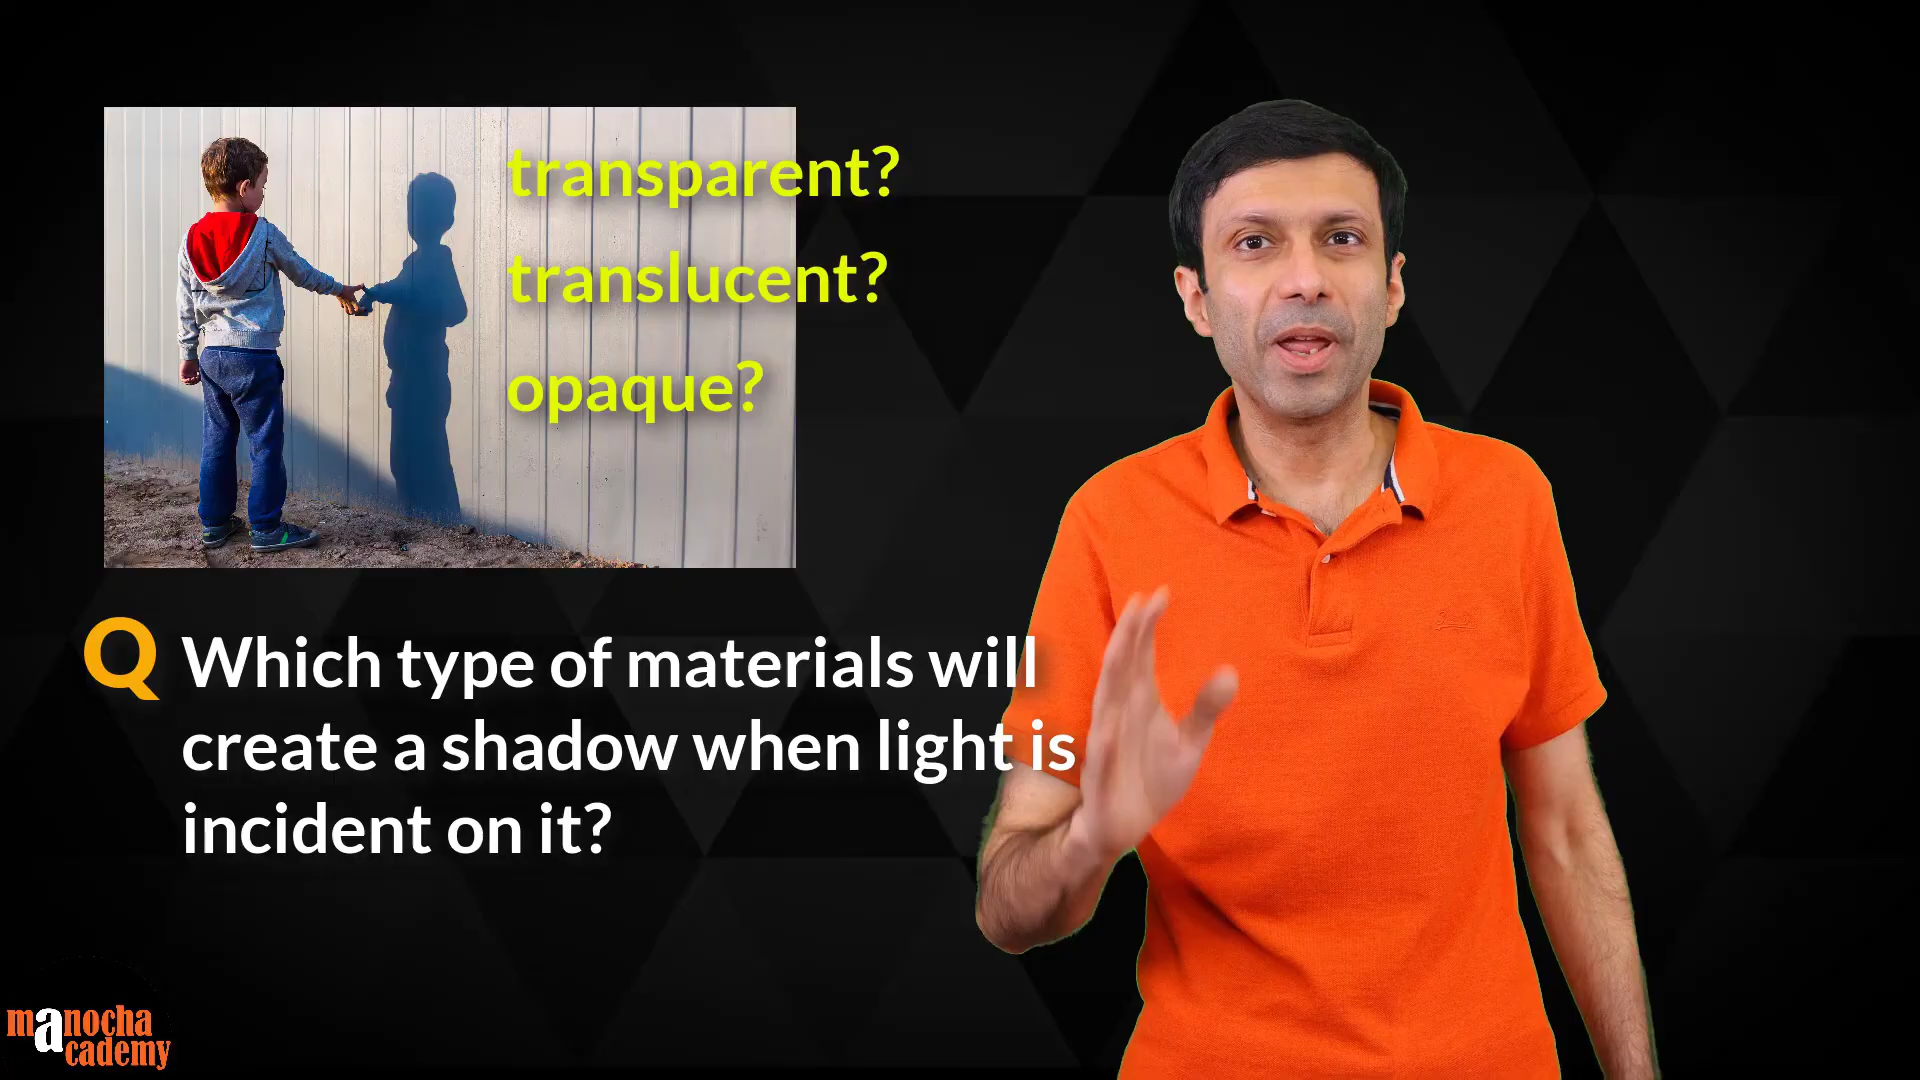 transparent?
translucent?
opaque?
Q Which type of materials will
create a shadow when light is
incident on it?
manocha
academy